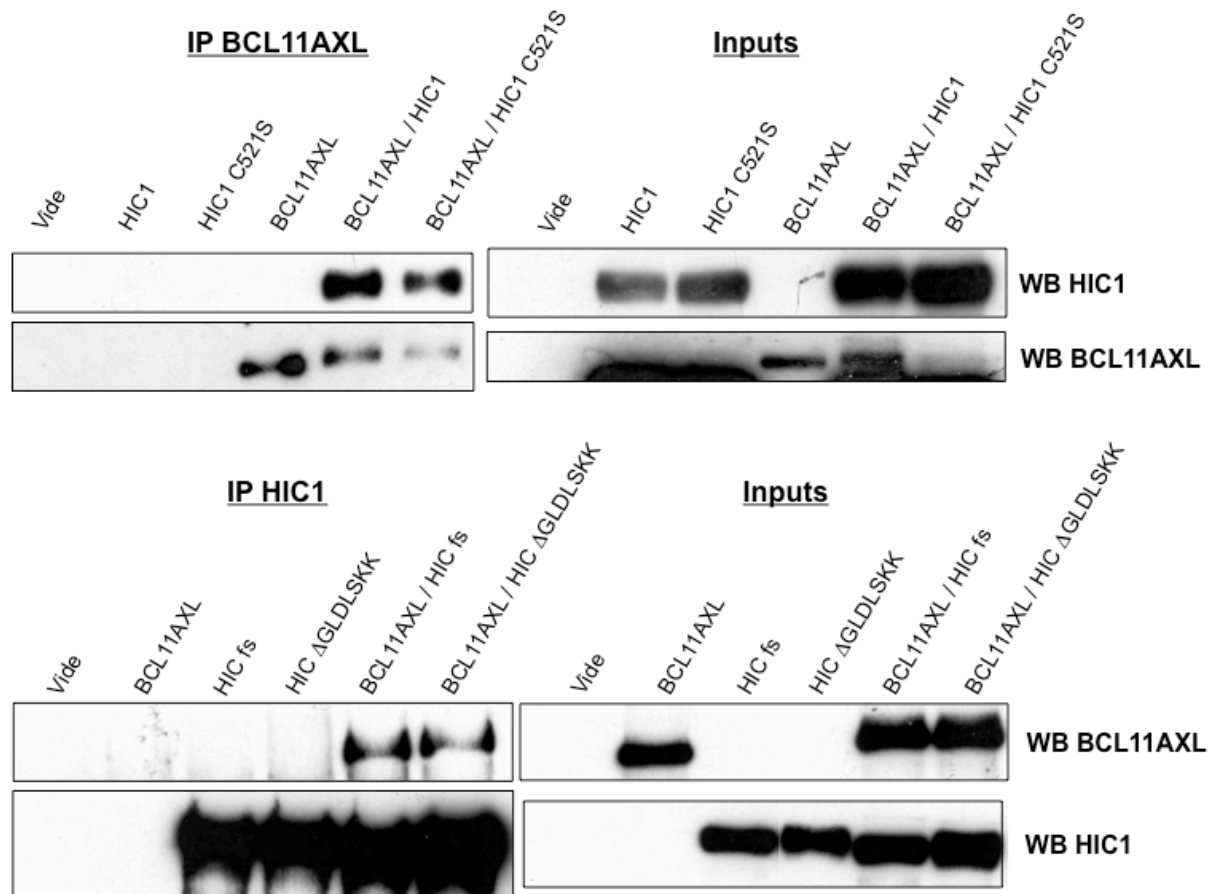 IP BCL11AXL
Inputs
Vide
HIC1
HIC1 C521S
BCL11AXL
BCL11AXL / HIC1
BCL11AXL / HIC1 C521S
Vide
HIC1
HIC1 C521S
BCL11AXL
BCL11AXL / HIC1
BCL11AXL / HIC1 C521S
WB HIC1
WB BCL11AXL
IP HIC1
Inputs
Vide
BCL11AXL
HIC fs
HIC ΔGLDLSKK
BCL11AXL / HIC fs
BCL11AXL / HIC ΔGLDLSKK
Vide
BCL11AXL
HIC fs
HIC ΔGLDLSKK
BCL11AXL / HIC fs
BCL11AXL / HIC ΔGLDLSKK
WB BCL11AXL
WB HIC1